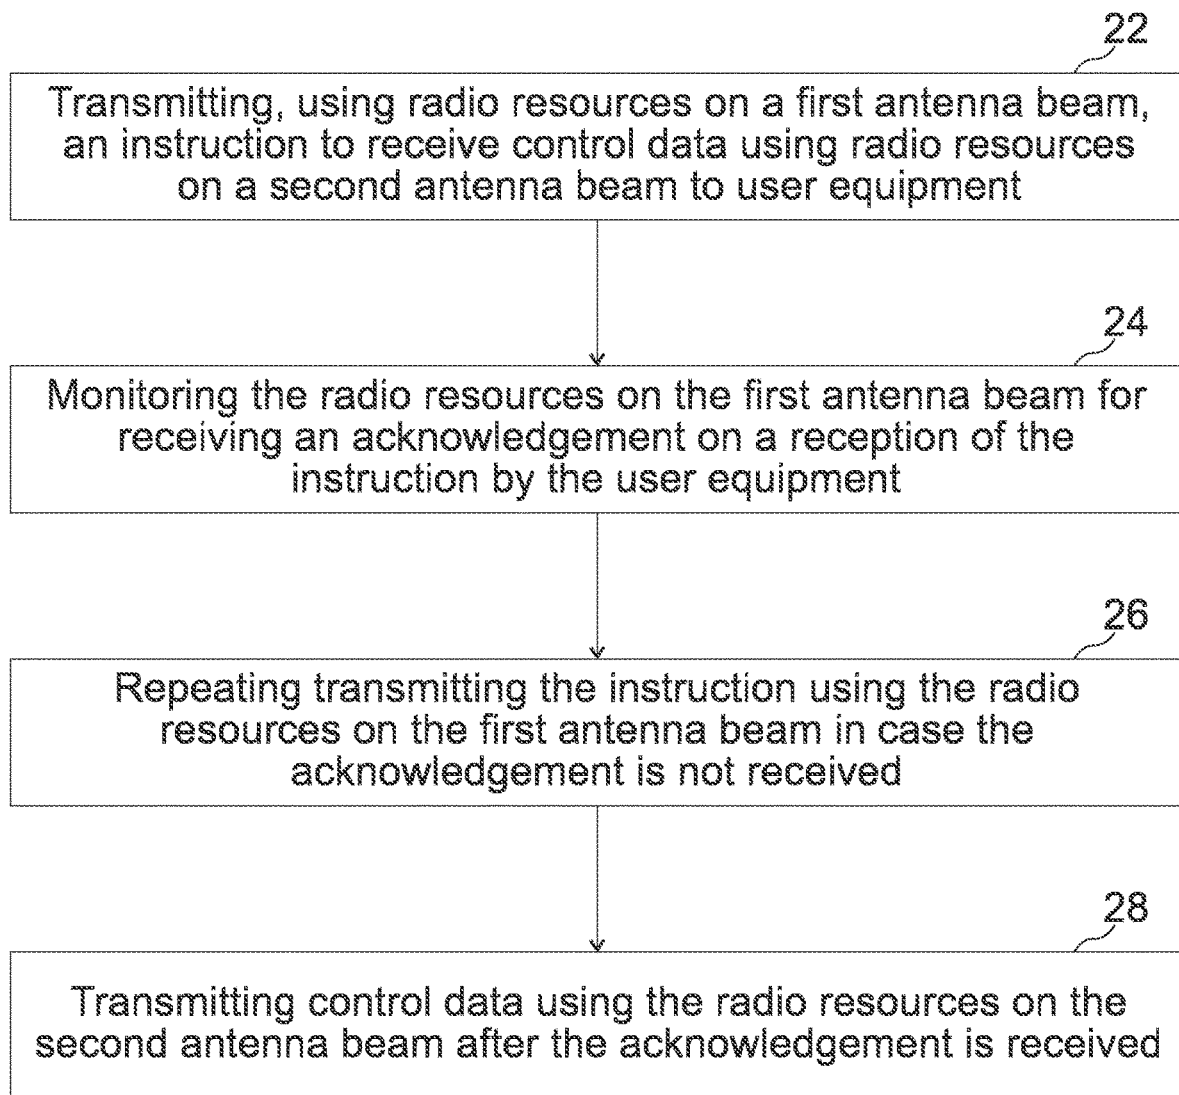 22
Transmitting, using radio resources on a first antenna beam,
an instruction to receive control data using radio resources
on a second antenna beam to user equipment
24
Monitoring the radio resources on the first antenna beam for
receiving an acknowledgement on a reception of the
instruction by the user equipment
26
Repeating transmitting the instruction using the radio
resources on the first antenna beam in case the
acknowledgement is not received
28
Transmitting control data using the radio resources on the
second antenna beam after the acknowledgement is received